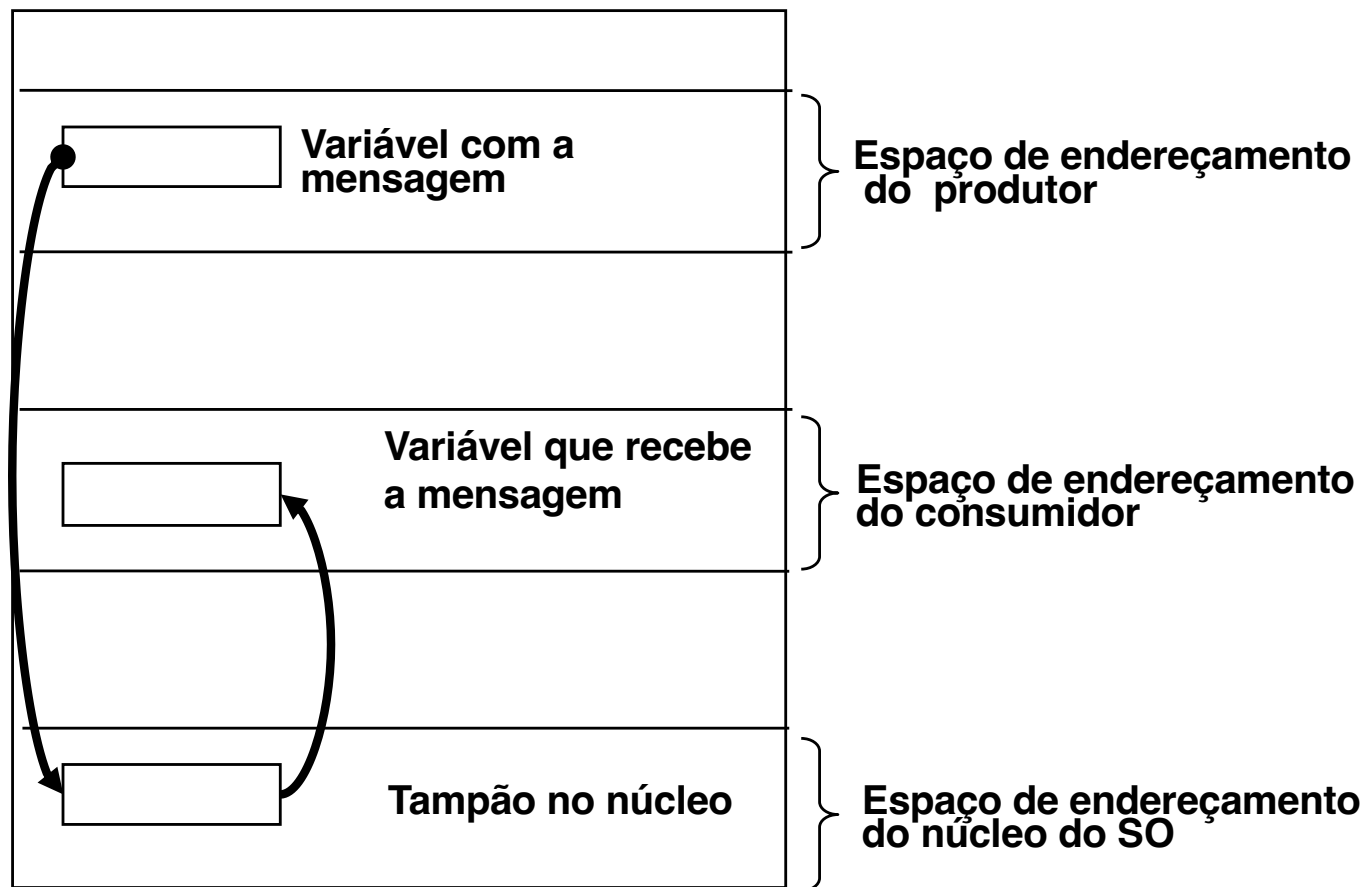 Variável com a
mensagem
Espaço de endereçamento
do produtor
Variável que recebe
a mensagem
Espaço de endereçamento
do consumidor
Tampão no núcleo
Espaço de endereçamento
do núcleo do SO